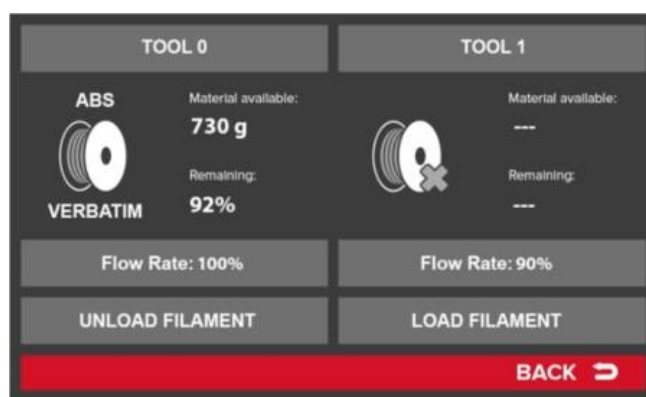 TOOL 0
TOOL 1
ABS
Material available:
730 g
Remaining:
92%
VERBATIM
Material available:
---
Remaining:
---
Flow Rate: 100%
Flow Rate: 90%
UNLOAD FILAMENT
LOAD FILAMENT
BACK